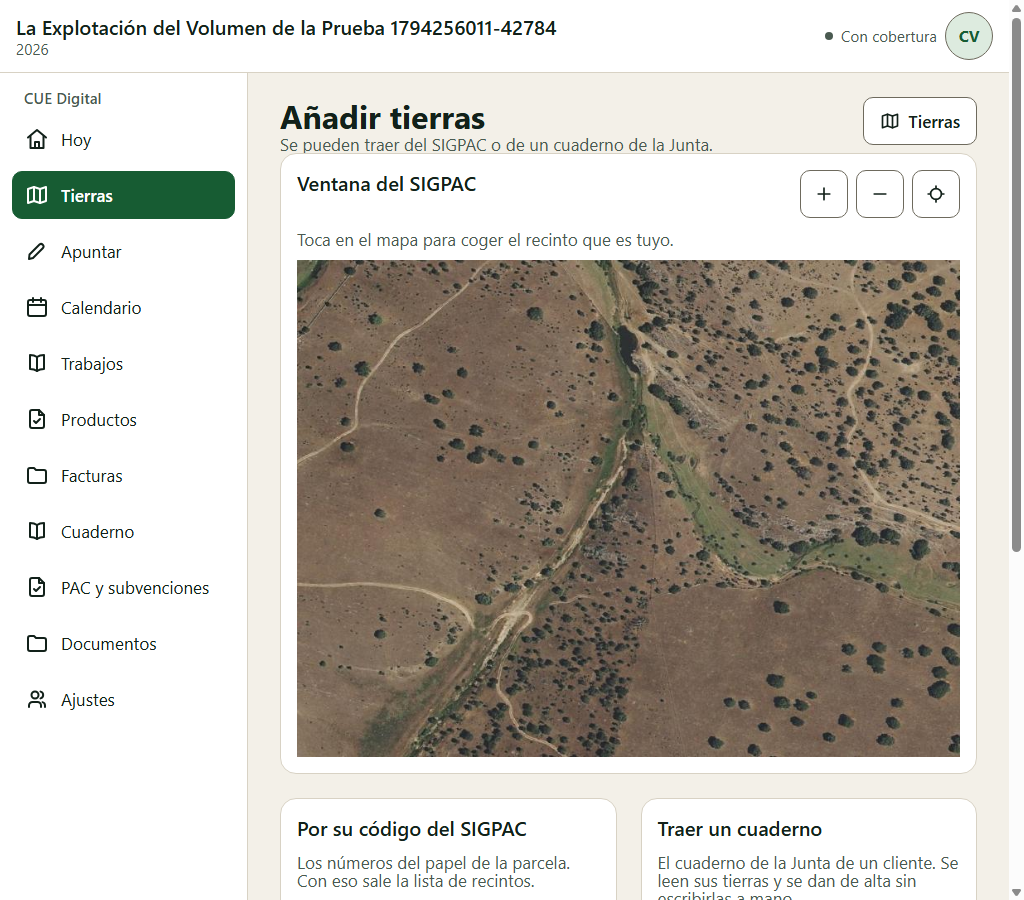 La Explotación del Volumen de la Prueba 1794256011-42784
2026
Con cobertura
CV
CUE Digital
Hoy
Tierras
Apuntar
Calendario
Trabajos
Productos
Facturas
Cuaderno
PAC y subvenciones
Documentos
Ajustes
Añadir tierras
Se pueden traer del SIGPAC o de un cuaderno de la Junta.
Tierras
Ventana del SIGPAC
Toca en el mapa para coger el recinto que es tuyo.
Por su código del SIGPAC
Los números del papel de la parcela.
Con eso sale la lista de recintos.
Traer un cuaderno
El cuaderno de la Junta de un cliente. Se
leen sus tierras y se dan de alta sin
escribirlas a mano.